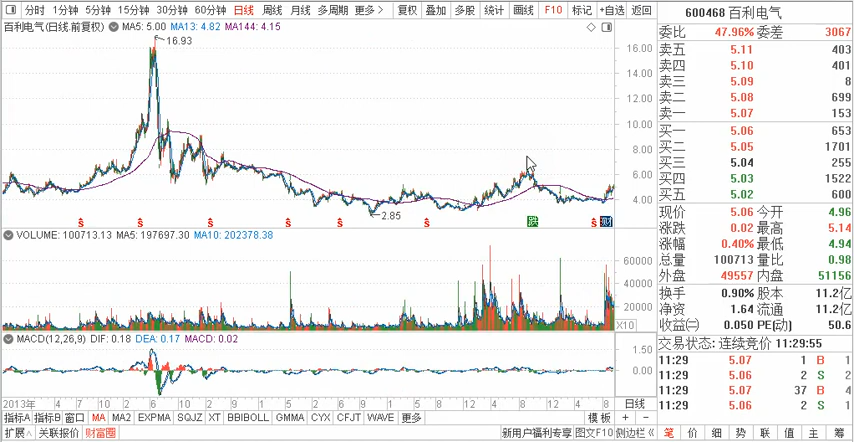 分时 1分钟 5分钟 15分钟 30分钟 60分钟 日线 周线 月线 多周期 更多> 复权 叠加 多股 统计 画线 F10 标记 +自选 返回
百利电气(日线.前复权) MA5: 5.00 MA13: 4.82 MA144: 4.15
16.93
16.00
14.00
12.00
10.00
8.00
6.00
4.00
2.85
S S S S S S 跌 S 财
VOLUME: 100713.13 MA5: 197697.30 MA10: 202378.38
60000
40000
20000
X10
MACD(12,26,9) DIF: 0.18 DEA: 0.17 MACD: 0.02
1.50
0.00
2013年 4 6 10 12 2 4 6 8 10 12 4 6 8 12 4 6 8 日线
指标A 指标B 窗口 MA MA2 EXPMA SQJZ XT BBIBOLL GMMA CYX CFJT WAVE 更多 模板 + -
扩展∧ 关联报价 财富圈 新用户福利专享 图文F10 侧边栏《
600468 百利电气
委比 47.96% 委差 3067
卖五 5.11 403
卖四 5.10 401
卖三 5.09 8
卖二 5.08 699
卖一 5.07 153
买一 5.06 653
买二 5.05 1701
买三 5.04 255
买四 5.03 1522
买五 5.02 600
现价 5.06 今开 4.96
涨跌 0.02 最高 5.14
涨幅 0.40% 最低 4.94
总量 100713 量比 0.98
外盘 49557 内盘 51156
换手 0.90% 股本 11.2亿
净资 1.64 流通 11.2亿
收益㈡ 0.050 PE[动] 50.6
交易状态: 连续竞价 11:29:55
11:29 5.07 1 B 1
11:29 5.06 2 S 2
11:29 5.07 37 B 4
11:29 5.06 2 S 1
笔 价 细 势 联 值 主 筹